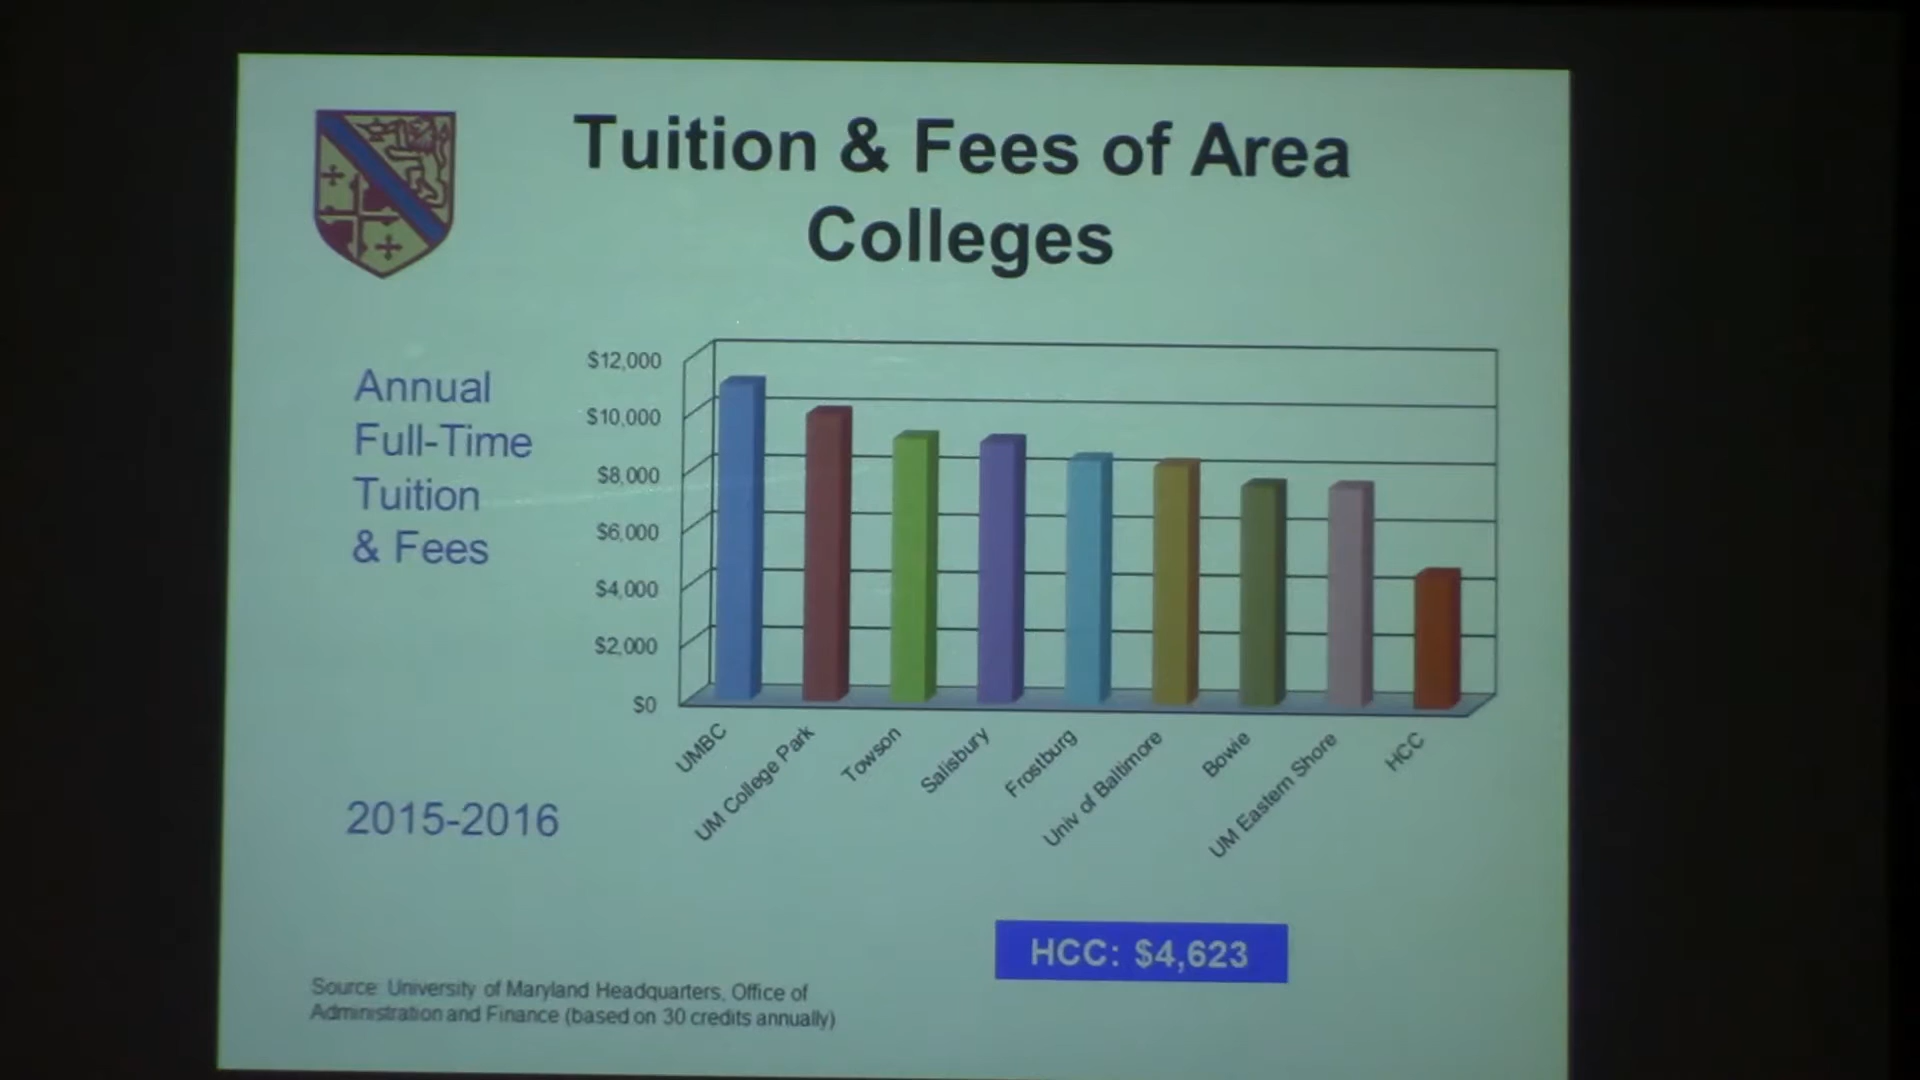 Tuition & Fees of Area
Colleges
Annual
Full-Time
Tuition
& Fees
2015-2016
$12,000
$10,000
$8,000
$6,000
$4,000
$2,000
$0
UMBC
UM College Park
Towson
Salisbury
Frostburg
Univ of Baltimore
Bowie
UM Eastern Shore
HCC
HCC: $4,623
Source: University of Maryland Headquarters, Office of
Administration and Finance (based on 30 credits annually)